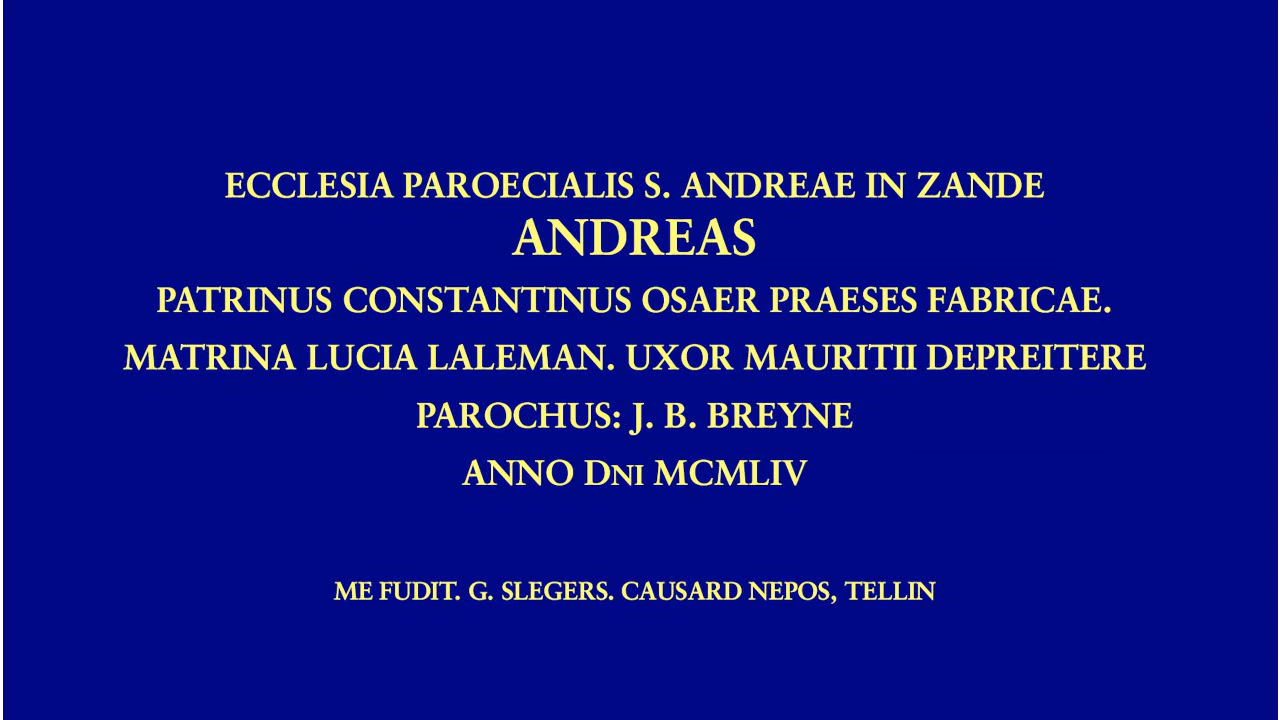 ECCLESIA PAROECIALIS S. ANDREAE IN ZANDE
ANDREAS
PATRINUS CONSTANTINUS OSAER PRAESES FABRICAE.
MATRINA LUCIA LALEMAN. UXOR MAURITII DEPREITERE
PAROCHUS: J. B. BREYNE
ANNO DNI MCMLIV
ME FUDIT. G. SLEGERS. CAUSARD NEPOS, TELLIN